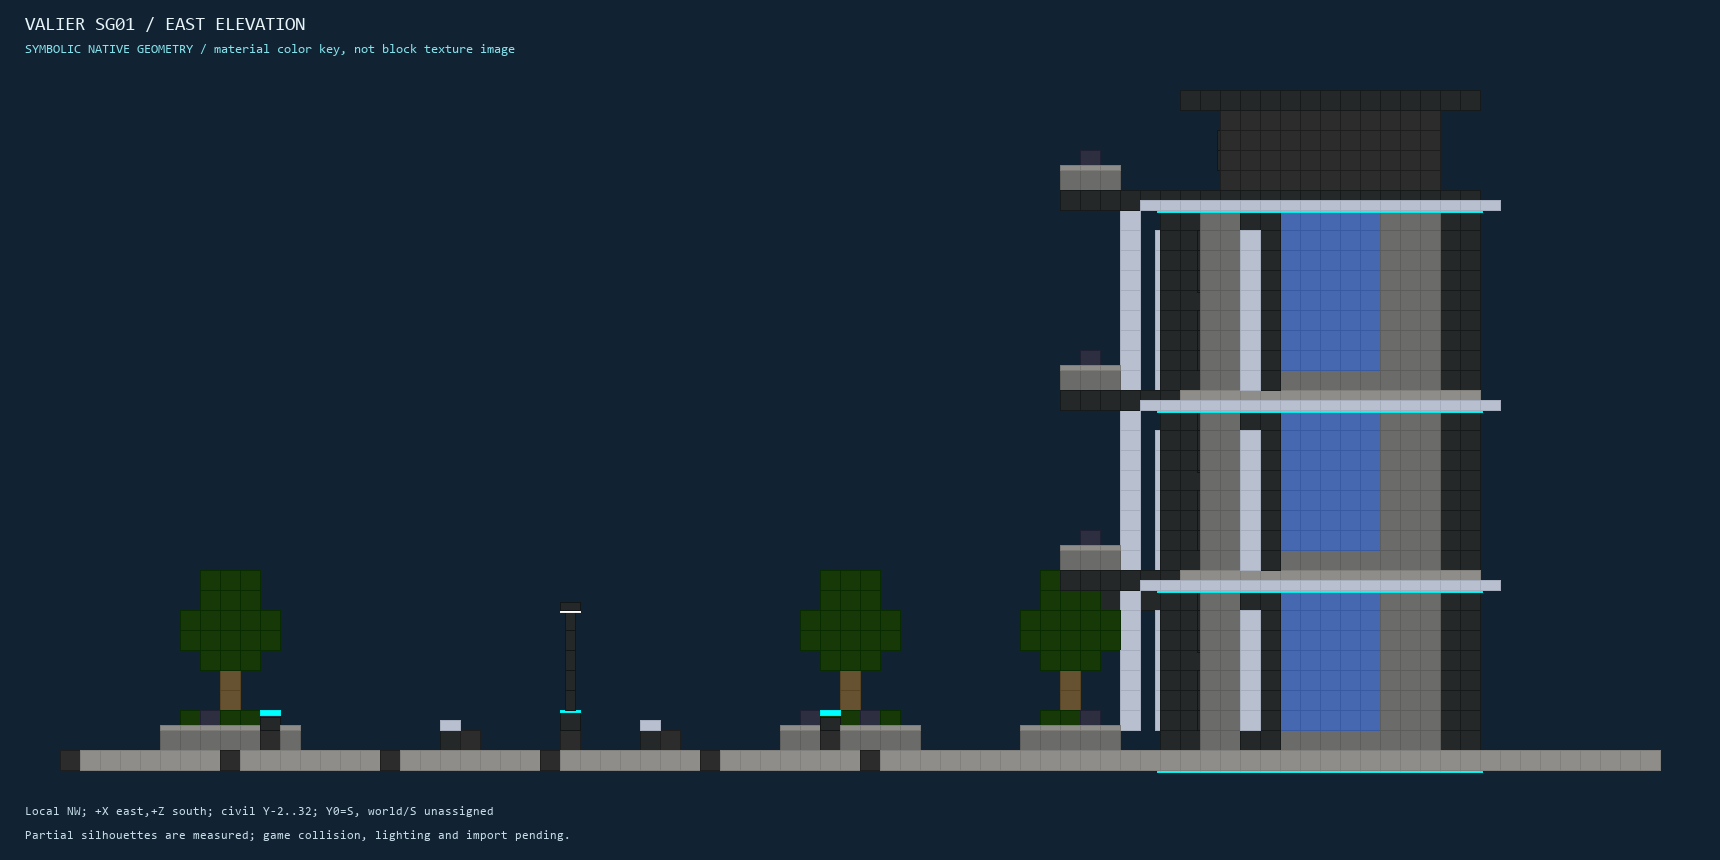 VALIER SG01 / EAST ELEVATION
SYMBOLIC NATIVE GEOMETRY / material color key, not block texture image
Local NW; +X east,+Z south; civil Y-2..32; Y0=S, world/S unassigned
Partial silhouettes are measured; game collision, lighting and import pending.